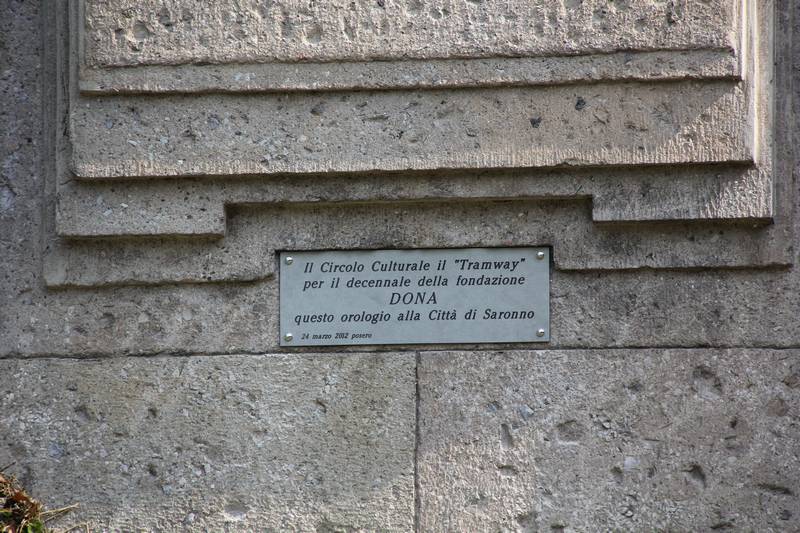 Il Circolo Culturale il "Tramway"
per il decennale della fondazione
DONA
questo orologio alla Città di Saronno
24 marzo 2012 posero